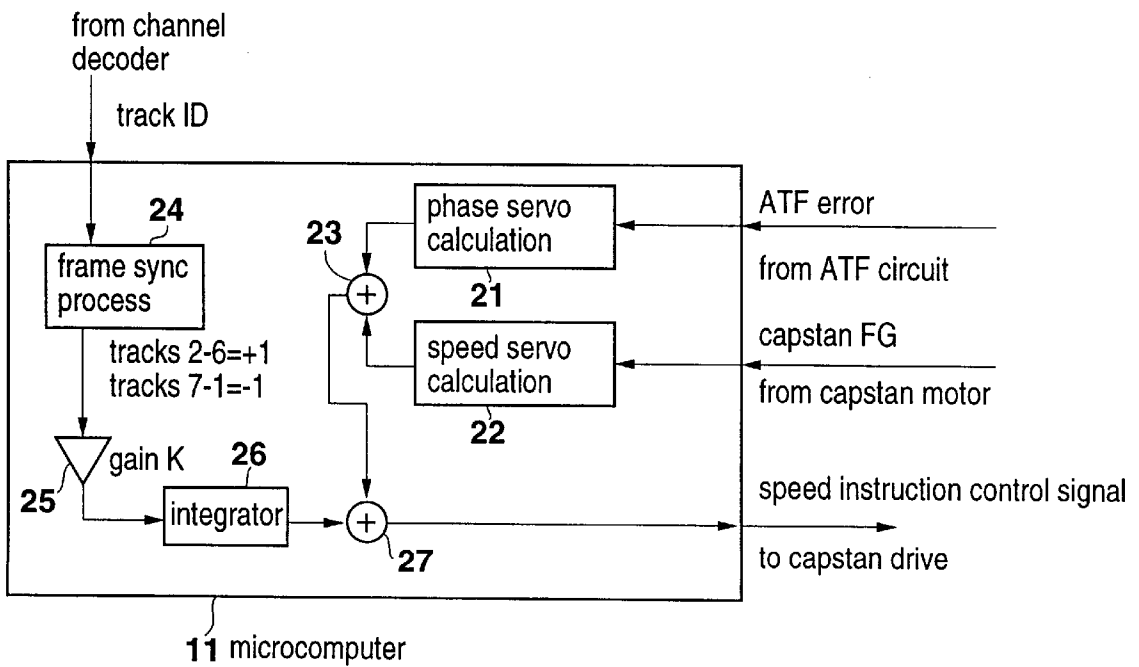 from channel
decoder
track ID
24
frame sync
process
tracks 2-6=+1
tracks 7-1=-1
gain K
25
26
integrator
23
+
phase servo
calculation
21
speed servo
calculation
22
+
27
ATF error
from ATF circuit
capstan FG
from capstan motor
speed instruction control signal
to capstan drive
11 microcomputer